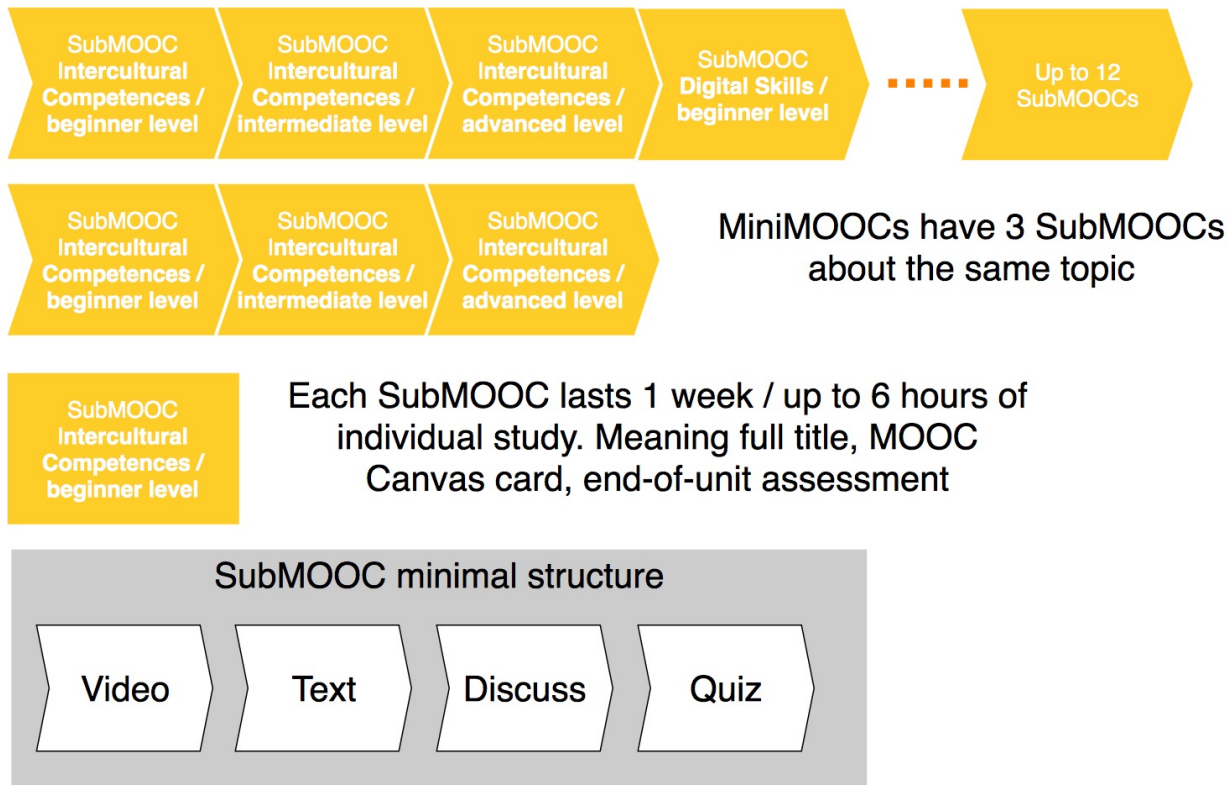 SubMOOC
Intercultural
Competences /
beginner level
SubMOOC
Intercultural
Competences /
intermediate level
SubMOOC
Intercultural
Competences /
advanced level
SubMOOC
Digital Skills /
beginner level
Up to 12
SubMOOCs
SubMOOC
Intercultural
Competences /
beginner level
SubMOOC
Intercultural
Competences /
intermediate level
SubMOOC
Intercultural
Competences /
advanced level
MiniMOOCs have 3 SubMOOCs
about the same topic
SubMOOC
Intercultural
Competences /
beginner level
Each SubMOOC lasts 1 week / up to 6 hours of
individual study. Meaning full title, MOOC
Canvas card, end-of-unit assessment
SubMOOC minimal structure
Video
Text
Discuss
Quiz